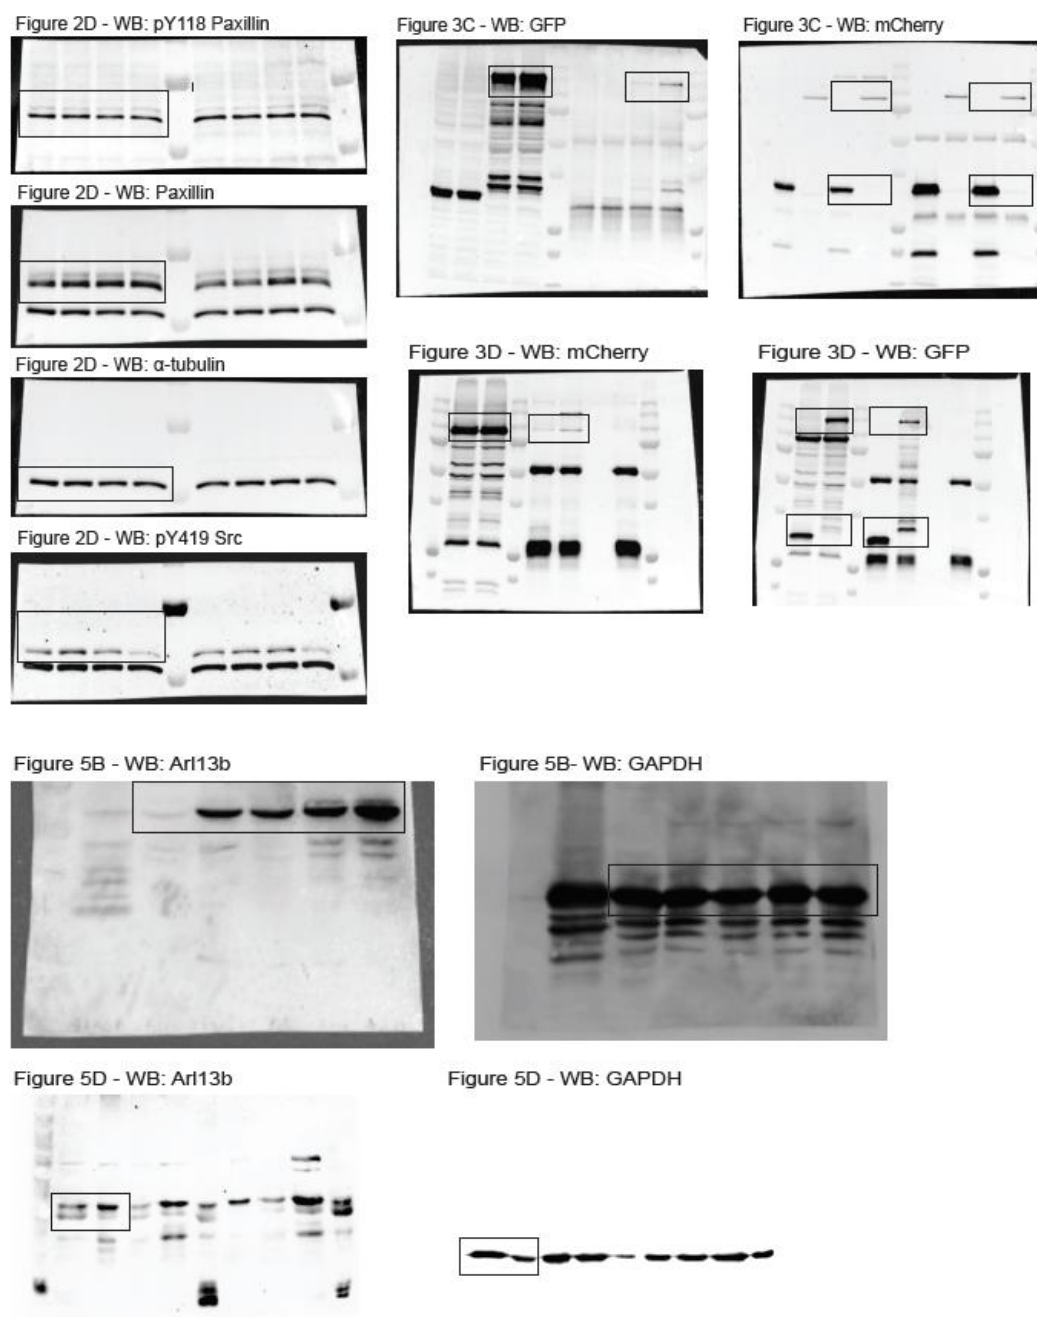 Figure 2D - WB: pY118 Paxillin
Figure 3C - WB: GFP
Figure 3C - WB: mCherry
Figure 2D - WB: Paxillin
Figure 2D - WB: α-tubulin
Figure 3D - WB: mCherry
Figure 3D - WB: GFP
Figure 2D - WB: pY419 Src
Figure 5B - WB: Arl13b
Figure 5B- WB: GAPDH
Figure 5D - WB: Arl13b
Figure 5D - WB: GAPDH